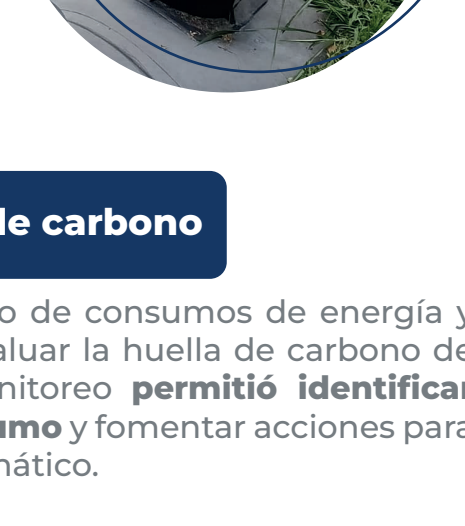 de carbono
o de consumos de energía y
aluar la huella de carbono de
nitoreo permitió identificar
umo y fomentar acciones para
nático.